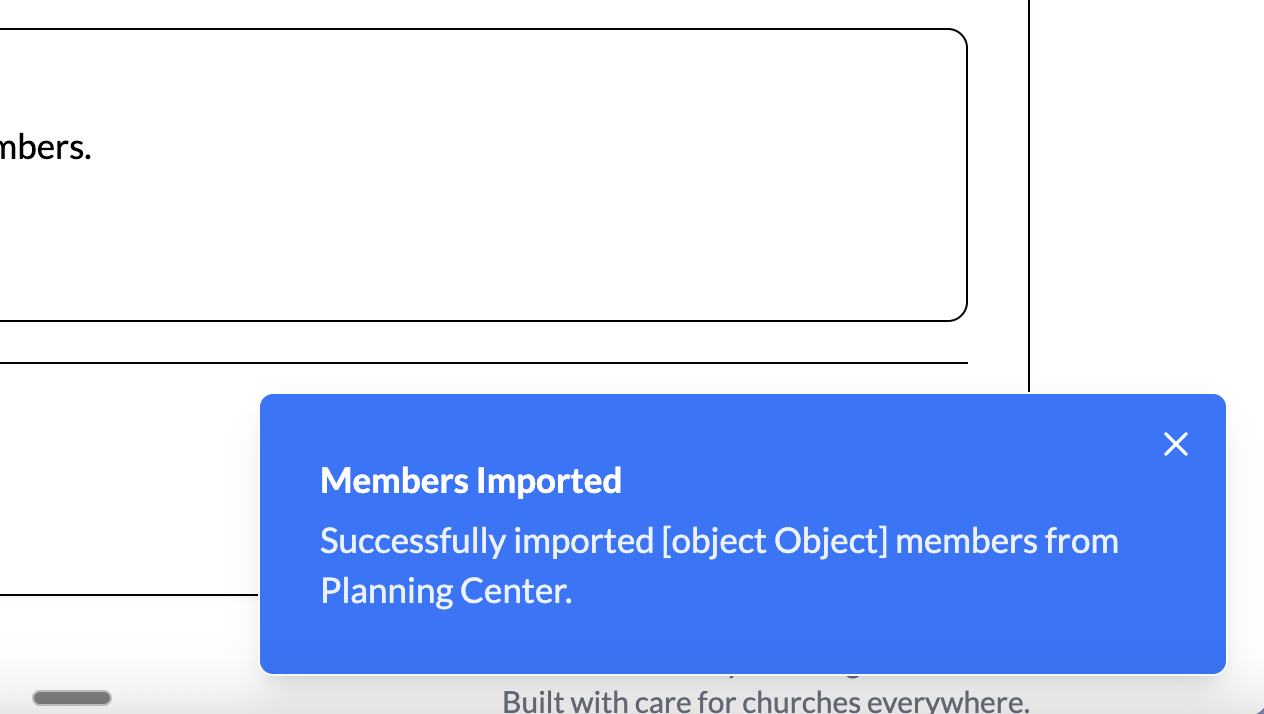 mbers.
Members Imported
Successfully imported [object Object] members from
Planning Center.
Built with care for churches everywhere.